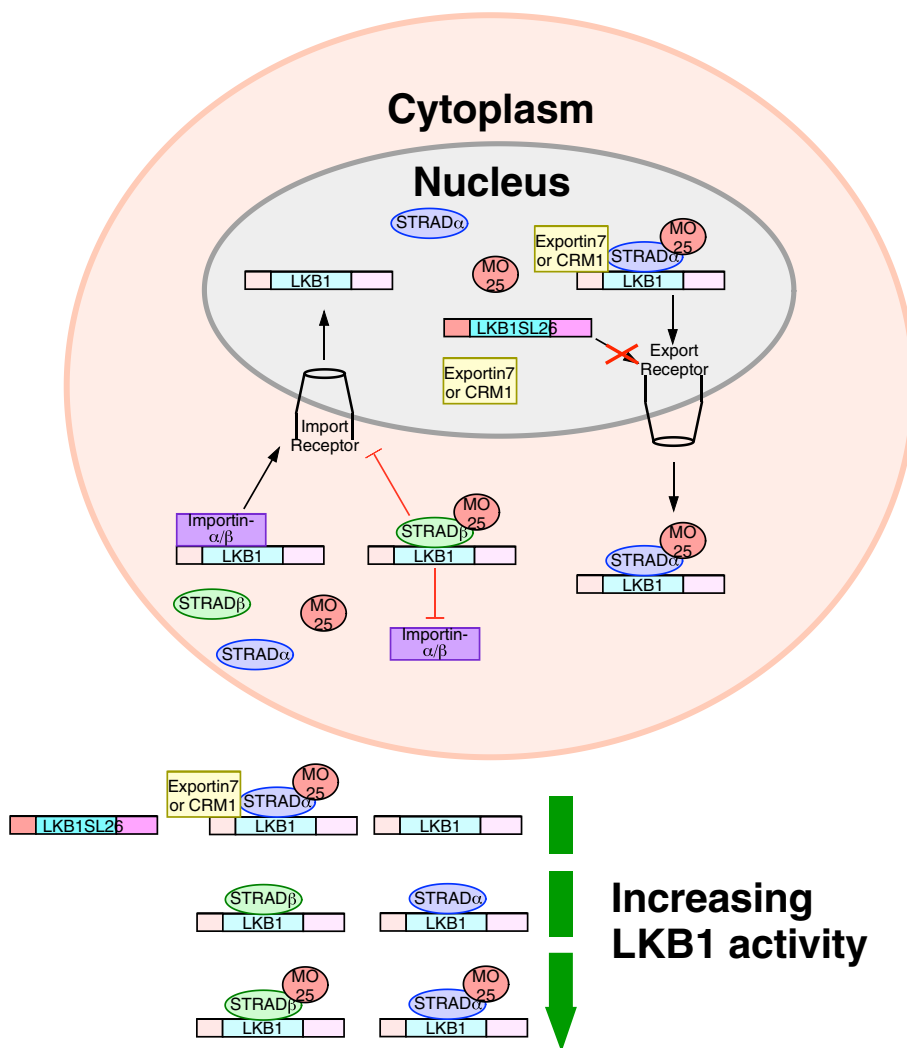 Cytoplasm
Nucleus
STRADα
MO
25
Exportin7
or CRM1
STRADα
LKB1
LKB1
MO
25
LKB1SL26
Export
Receptor
Exportin7
or CRM1
Import
Receptor
Importin-
α/β
LKB1
MO
25
STRADβ
LKB1
MO
25
STRADα
LKB1
STRADβ
MO
25
STRADα
Importin-
α/β
MO
25
Exportin7
or CRM1
STRADα
LKB1SL26
LKB1
LKB1
STRADβ
LKB1
STRADα
LKB1
Increasing
LKB1 activity
MO
25
STRADβ
LKB1
MO
25
STRADα
LKB1